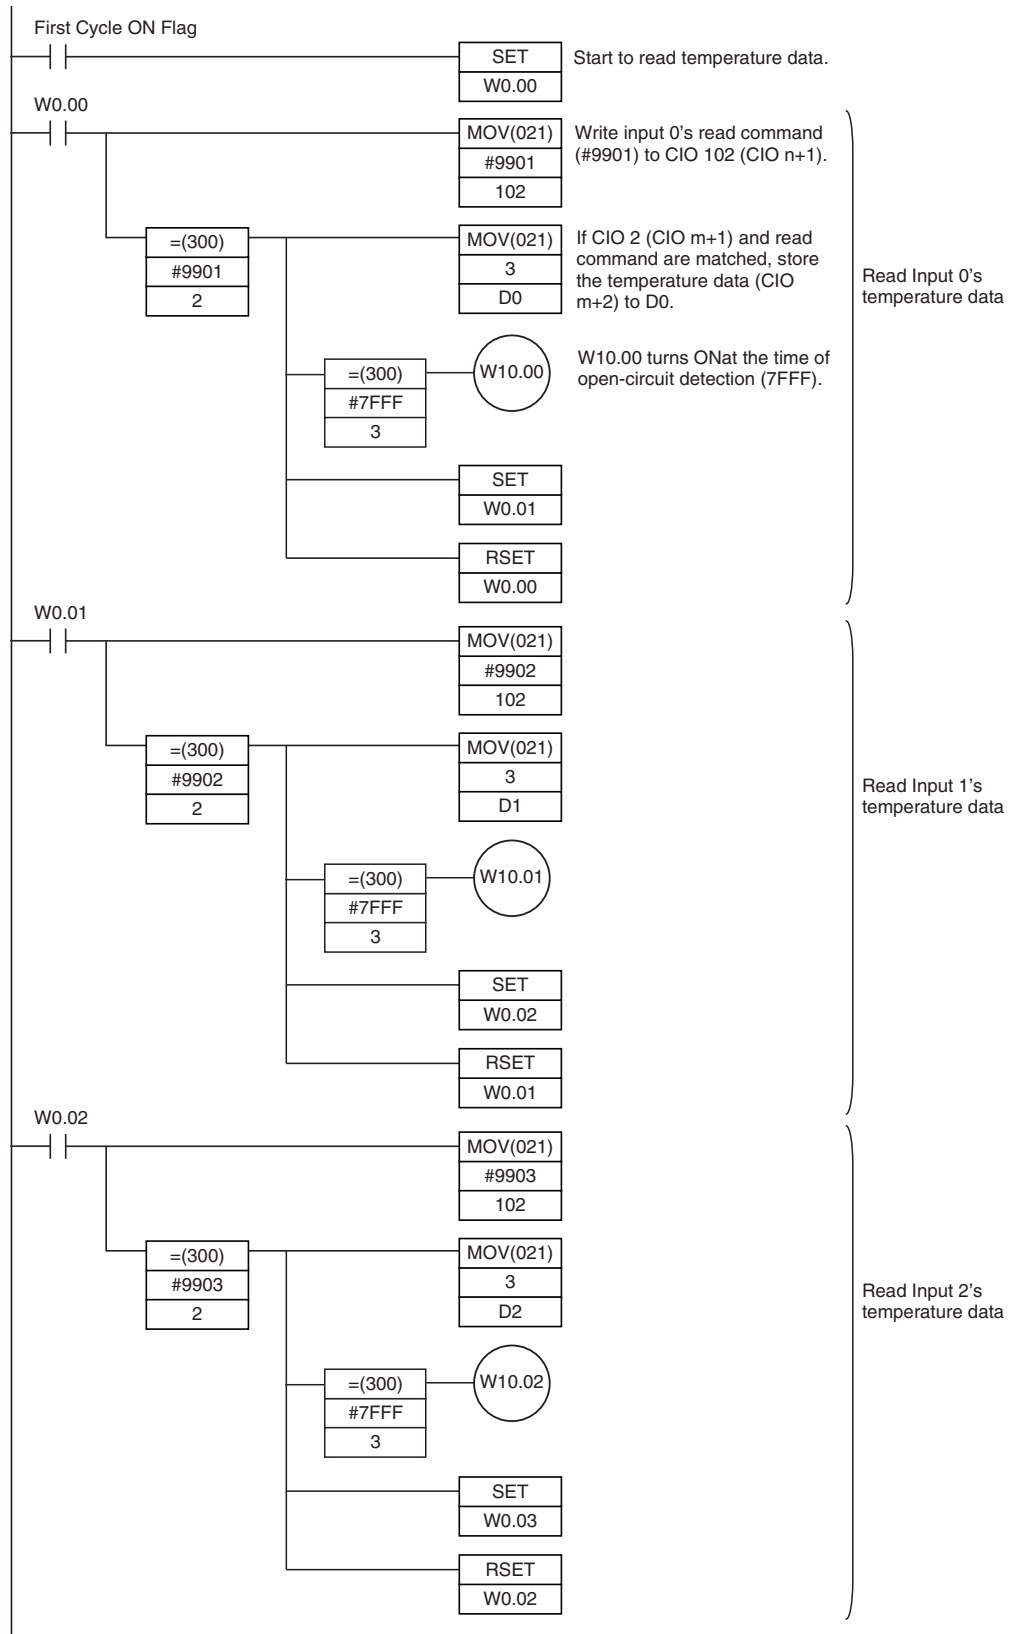 First Cycle ON Flag
SET
W0.00
Start to read temperature data.
W0.00
MOV(021)
#9901
102
Write input 0's read command
(#9901) to CIO 102 (CIO n+1).
=(300)
#9901
2
MOV(021)
3
D0
If CIO 2 (CIO m+1) and read
command are matched, store
the temperature data (CIO
m+2) to D0.
Read Input 0's
temperature data
=(300)
#7FFF
3
W10.00
W10.00 turns ONat the time of
open-circuit detection (7FFF).
SET
W0.01
RSET
W0.00
W0.01
MOV(021)
#9902
102
=(300)
#9902
2
MOV(021)
3
D1
Read Input 1's
temperature data
=(300)
#7FFF
3
W10.01
SET
W0.02
RSET
W0.01
W0.02
MOV(021)
#9903
102
=(300)
#9903
2
MOV(021)
3
D2
Read Input 2's
temperature data
=(300)
#7FFF
3
W10.02
SET
W0.03
RSET
W0.02